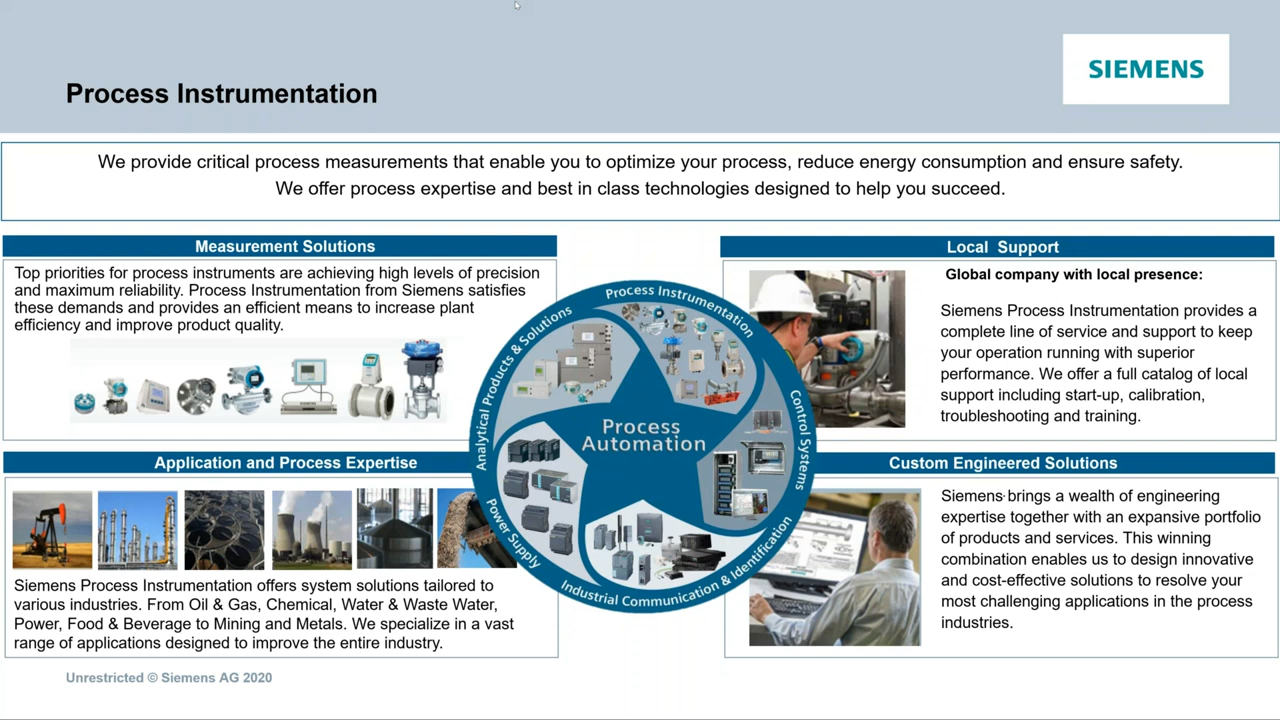 SIEMENS
Process Instrumentation
We provide critical process measurements that enable you to optimize your process, reduce energy consumption and ensure safety.
We offer process expertise and best in class technologies designed to help you succeed.
Measurement Solutions
Top priorities for process instruments are achieving high levels of precision
and maximum reliability. Process Instrumentation from Siemens satisfies
these demands and provides an efficient means to increase plant
efficiency and improve product quality.
Local Support
Global company with local presence:
Siemens Process Instrumentation provides a
complete line of service and support to keep
your operation running with superior
performance. We offer a full catalog of local
support including start-up, calibration,
troubleshooting and training.
Process Instrumentation
Control Systems
Industrial Communication & Identification
Power Supply
Analytical Products & Solutions
Process
Automation
Application and Process Expertise
Siemens Process Instrumentation offers system solutions tailored to
various industries. From Oil & Gas, Chemical, Water & Waste Water,
Power, Food & Beverage to Mining and Metals. We specialize in a vast
range of applications designed to improve the entire industry.
Custom Engineered Solutions
Siemens brings a wealth of engineering
expertise together with an expansive portfolio
of products and services. This winning
combination enables us to design innovative
and cost-effective solutions to resolve your
most challenging applications in the process
industries.
Unrestricted © Siemens AG 2020